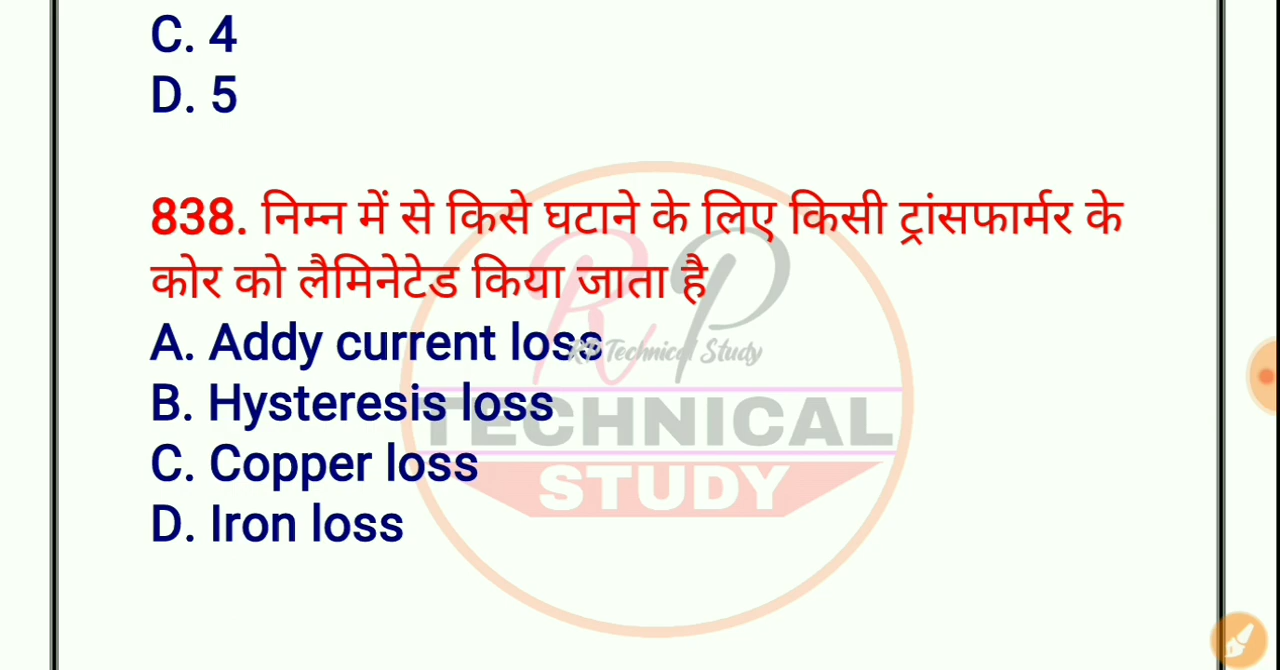 C. 4
D. 5
838. निम्न में से किसे घटाने के लिए किसी ट्रांसफार्मर के
कोर को लैमिनेटेड किया जाता है
A. Addy current loss
B. Hysteresis loss
C. Copper loss
D. Iron loss
RP
RP Technical Study
TECHNICAL
STUDY